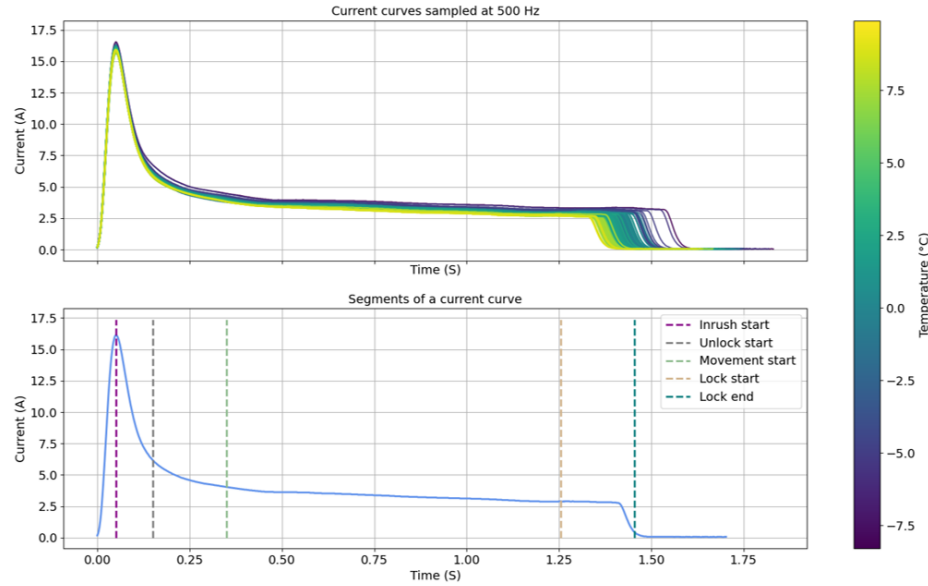 Current curves sampled at 500 Hz
17.5
15.0
12.5
10.0
7.5
5.0
2.5
0.0
Current (A)
Time (S)
Segments of a current curve
17.5
15.0
12.5
10.0
7.5
5.0
2.5
0.0
Current (A)
Inrush start
Unlock start
Movement start
Lock start
Lock end
0.00
0.25
0.50
0.75
1.00
1.25
1.50
1.75
Time (S)
7.5
5.0
2.5
0.0
−2.5
−5.0
−7.5
Temperature (°C)